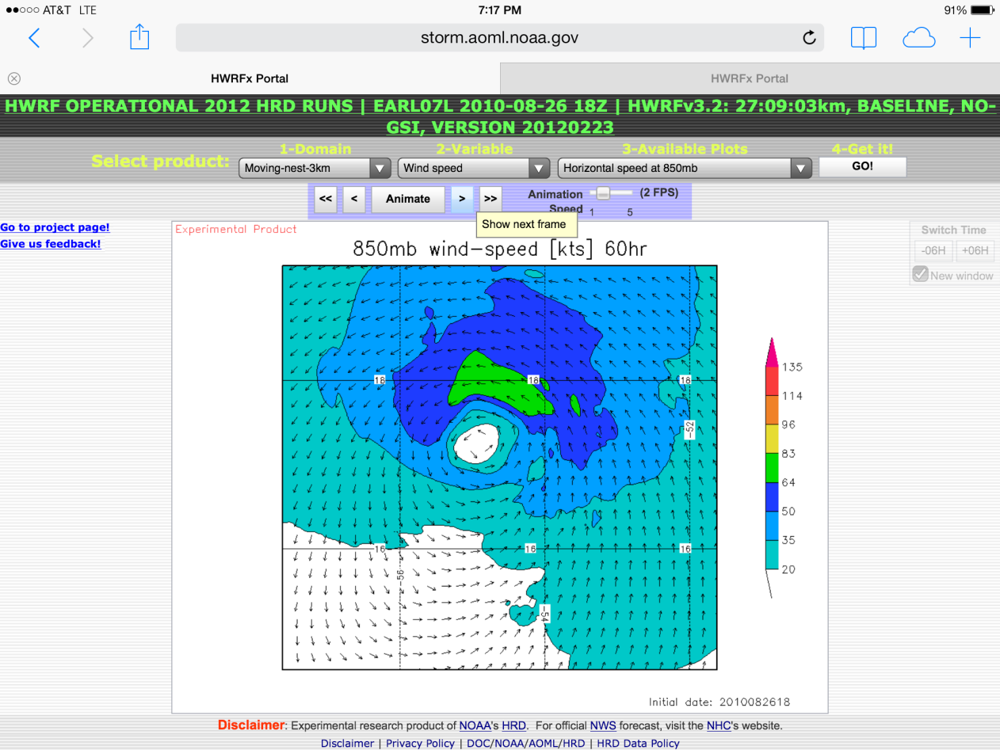 AT&T LTE 7:17 PM 91%
storm.aoml.noaa.gov
HWRFx Portal HWRFx Portal
HWRF OPERATIONAL 2012 HRD RUNS | EARL07L 2010-08-26 18Z | HWRFv3.2: 27:09:03km, BASELINE, NO-
GSI, VERSION 20120223
1-Domain 2-Variable 3-Available Plots 4-Get it!
Select product: Moving-nest-3km Wind speed Horizontal speed at 850mb GO!
<< < Animate > >> Animation (2 FPS)
Speed 1 5
Show next frame
Go to project page!
Give us feedback!
Switch Time
-06H +06H
New window
Experimental Product
850mb wind-speed [kts] 60hr
18 18 18
-52
16 16 16
-56
-54
135
114
96
83
64
50
35
20
Initial date: 2010082618
Disclaimer: Experimental research product of NOAA's HRD. For official NWS forecast, visit the NHC's website.
Disclaimer | Privacy Policy | DOC/NOAA/AOML/HRD | HRD Data Policy